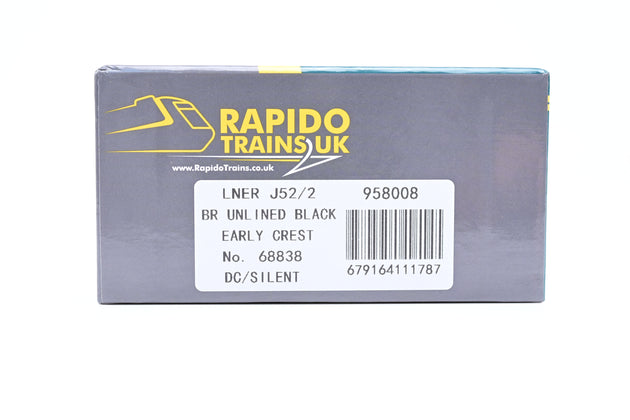 RAPIDO
TRAINS UK
www.RapidoTrains.co.uk
LNER J52/2 958008
BR UNLINED BLACK
EARLY CREST
No. 68838
DC/SILENT
679164111787